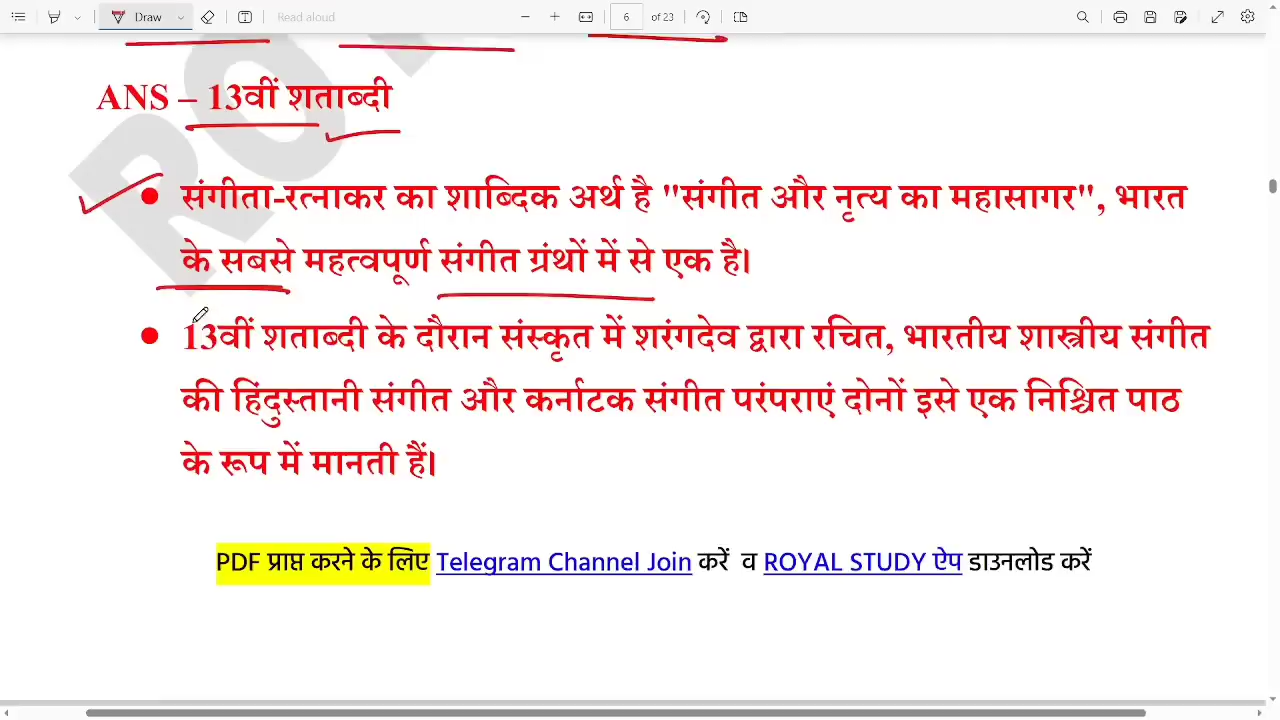 Draw
Read aloud
6 of 23
ANS – 13वीं शताब्दी
संगीता-रत्नाकर का शाब्दिक अर्थ है "संगीत और नृत्य का महासागर", भारत
के सबसे महत्वपूर्ण संगीत ग्रंथों में से एक है।
13वीं शताब्दी के दौरान संस्कृत में शरंगदेव द्वारा रचित, भारतीय शास्त्रीय संगीत
की हिंदुस्तानी संगीत और कर्नाटक संगीत परंपराएं दोनों इसे एक निश्चित पाठ
के रूप में मानती हैं।
PDF प्राप्त करने के लिए Telegram Channel Join करें व ROYAL STUDY ऐप डाउनलोड करें